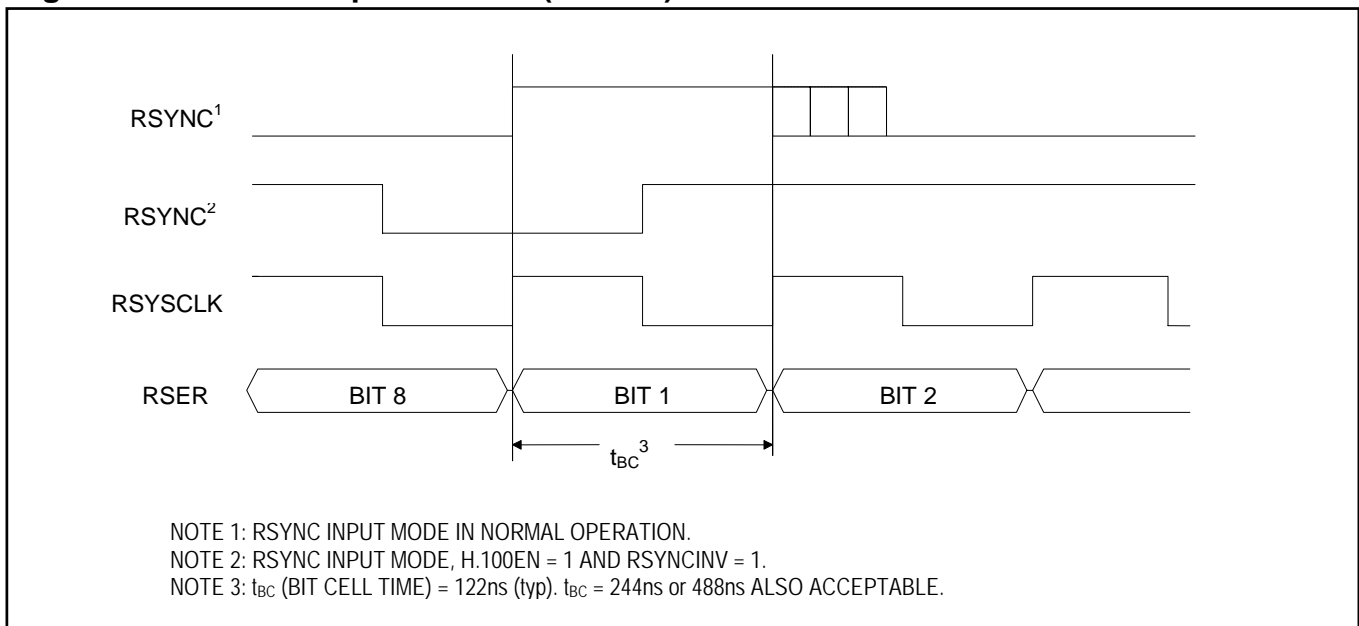 RSYNC1
RSYNC2
RSYSCLK
RSER BIT 8 BIT 1 BIT 2
tBC3
NOTE 1: RSYNC INPUT MODE IN NORMAL OPERATION.
NOTE 2: RSYNC INPUT MODE, H.100EN = 1 AND RSYNCINV = 1.
NOTE 3: tBC (BIT CELL TIME) = 122ns (typ). tBC = 244ns or 488ns ALSO ACCEPTABLE.